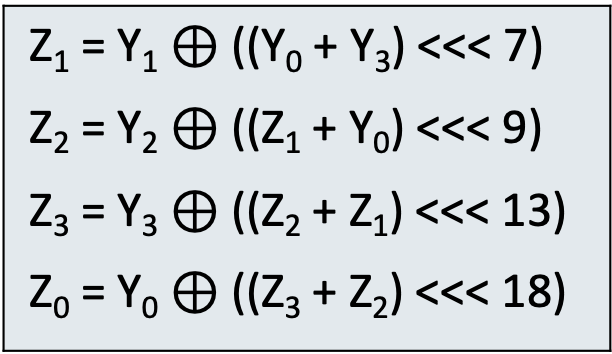 Z₁ = Y₁ ⊕ ((Y₀ + Y₃) <<< 7)
Z₂ = Y₂ ⊕ ((Z₁ + Y₀) <<< 9)
Z₃ = Y₃ ⊕ ((Z₂ + Z₁) <<< 13)
Z₀ = Y₀ ⊕ ((Z₃ + Z₂) <<< 18)